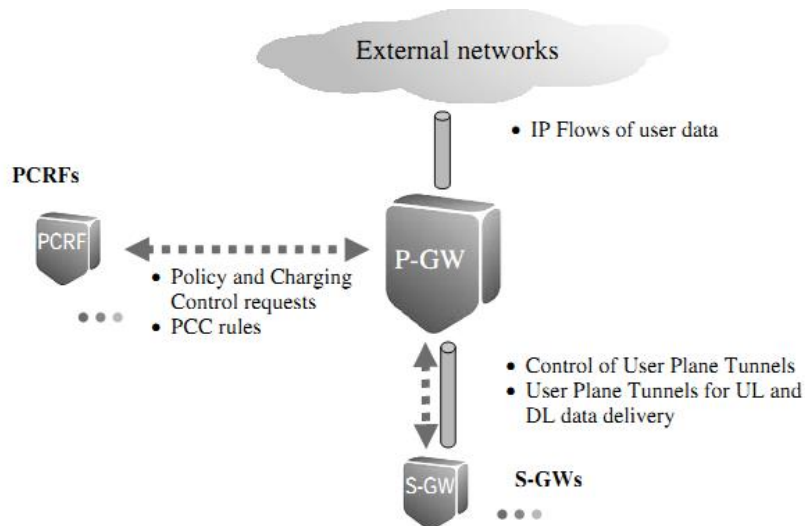 External networks
• IP Flows of user data
PCRFs
PCRF
P-GW
• Policy and Charging
Control requests
• PCC rules
• Control of User Plane Tunnels
• User Plane Tunnels for UL and
DL data delivery
S-GW
S-GWs